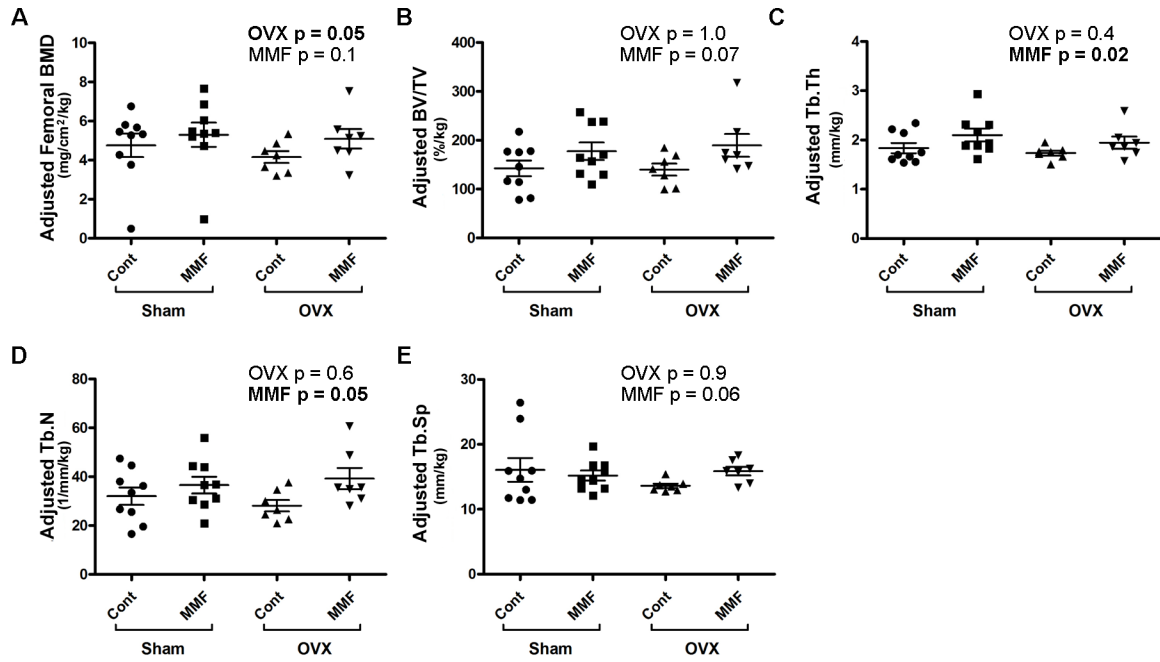 A
OVX p = 0.05
MMF p = 0.1
Adjusted Femoral BMD
(mg/cm²/kg)
10
8
6
4
2
0
Cont
MMF
Cont
MMF
Sham
OVX
B
OVX p = 1.0
MMF p = 0.07
Adjusted BV/TV
(%/kg)
400
300
200
100
0
Cont
MMF
Cont
MMF
Sham
OVX
C
OVX p = 0.4
MMF p = 0.02
Adjusted Tb.Th
(mm/kg)
4
3
2
1
0
Cont
MMF
Cont
MMF
Sham
OVX
D
OVX p = 0.6
MMF p = 0.05
Adjusted Tb.N
(1/mm/kg)
80
60
40
20
0
Cont
MMF
Cont
MMF
Sham
OVX
E
OVX p = 0.9
MMF p = 0.06
Adjusted Tb.Sp
(mm/kg)
30
20
10
0
Cont
MMF
Cont
MMF
Sham
OVX